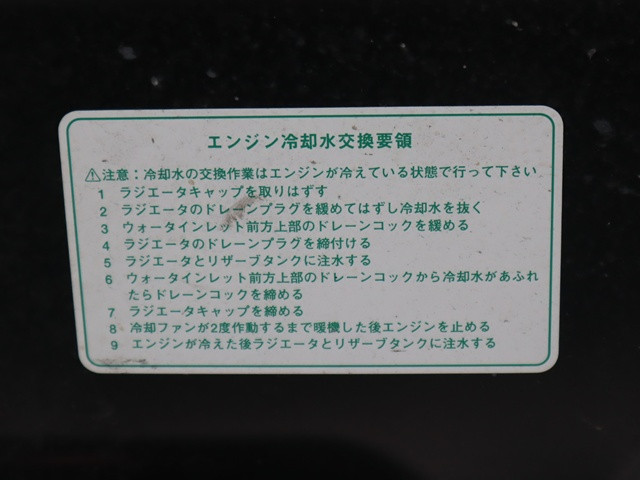 エンジン冷却水交換要領
⚠注意：冷却水の交換作業はエンジンが冷えている状態で行って下さい
1 ラジエータキャップを取りはずす
2 ラジエータのドレーンプラグを緩めてはずし冷却水を抜く
3 ウォータインレット前方上部のドレーンコックを緩める
4 ラジエータのドレーンプラグを締付ける
5 ラジエータとリザーブタンクに注水する
6 ウォータインレット前方上部のドレーンコックから冷却水があふれ
たらドレーンコックを締める
7 ラジエータキャップを締める
8 冷却ファンが2度作動するまで暖機した後エンジンを止める
9 エンジンが冷えた後ラジエータとリザーブタンクに注水する